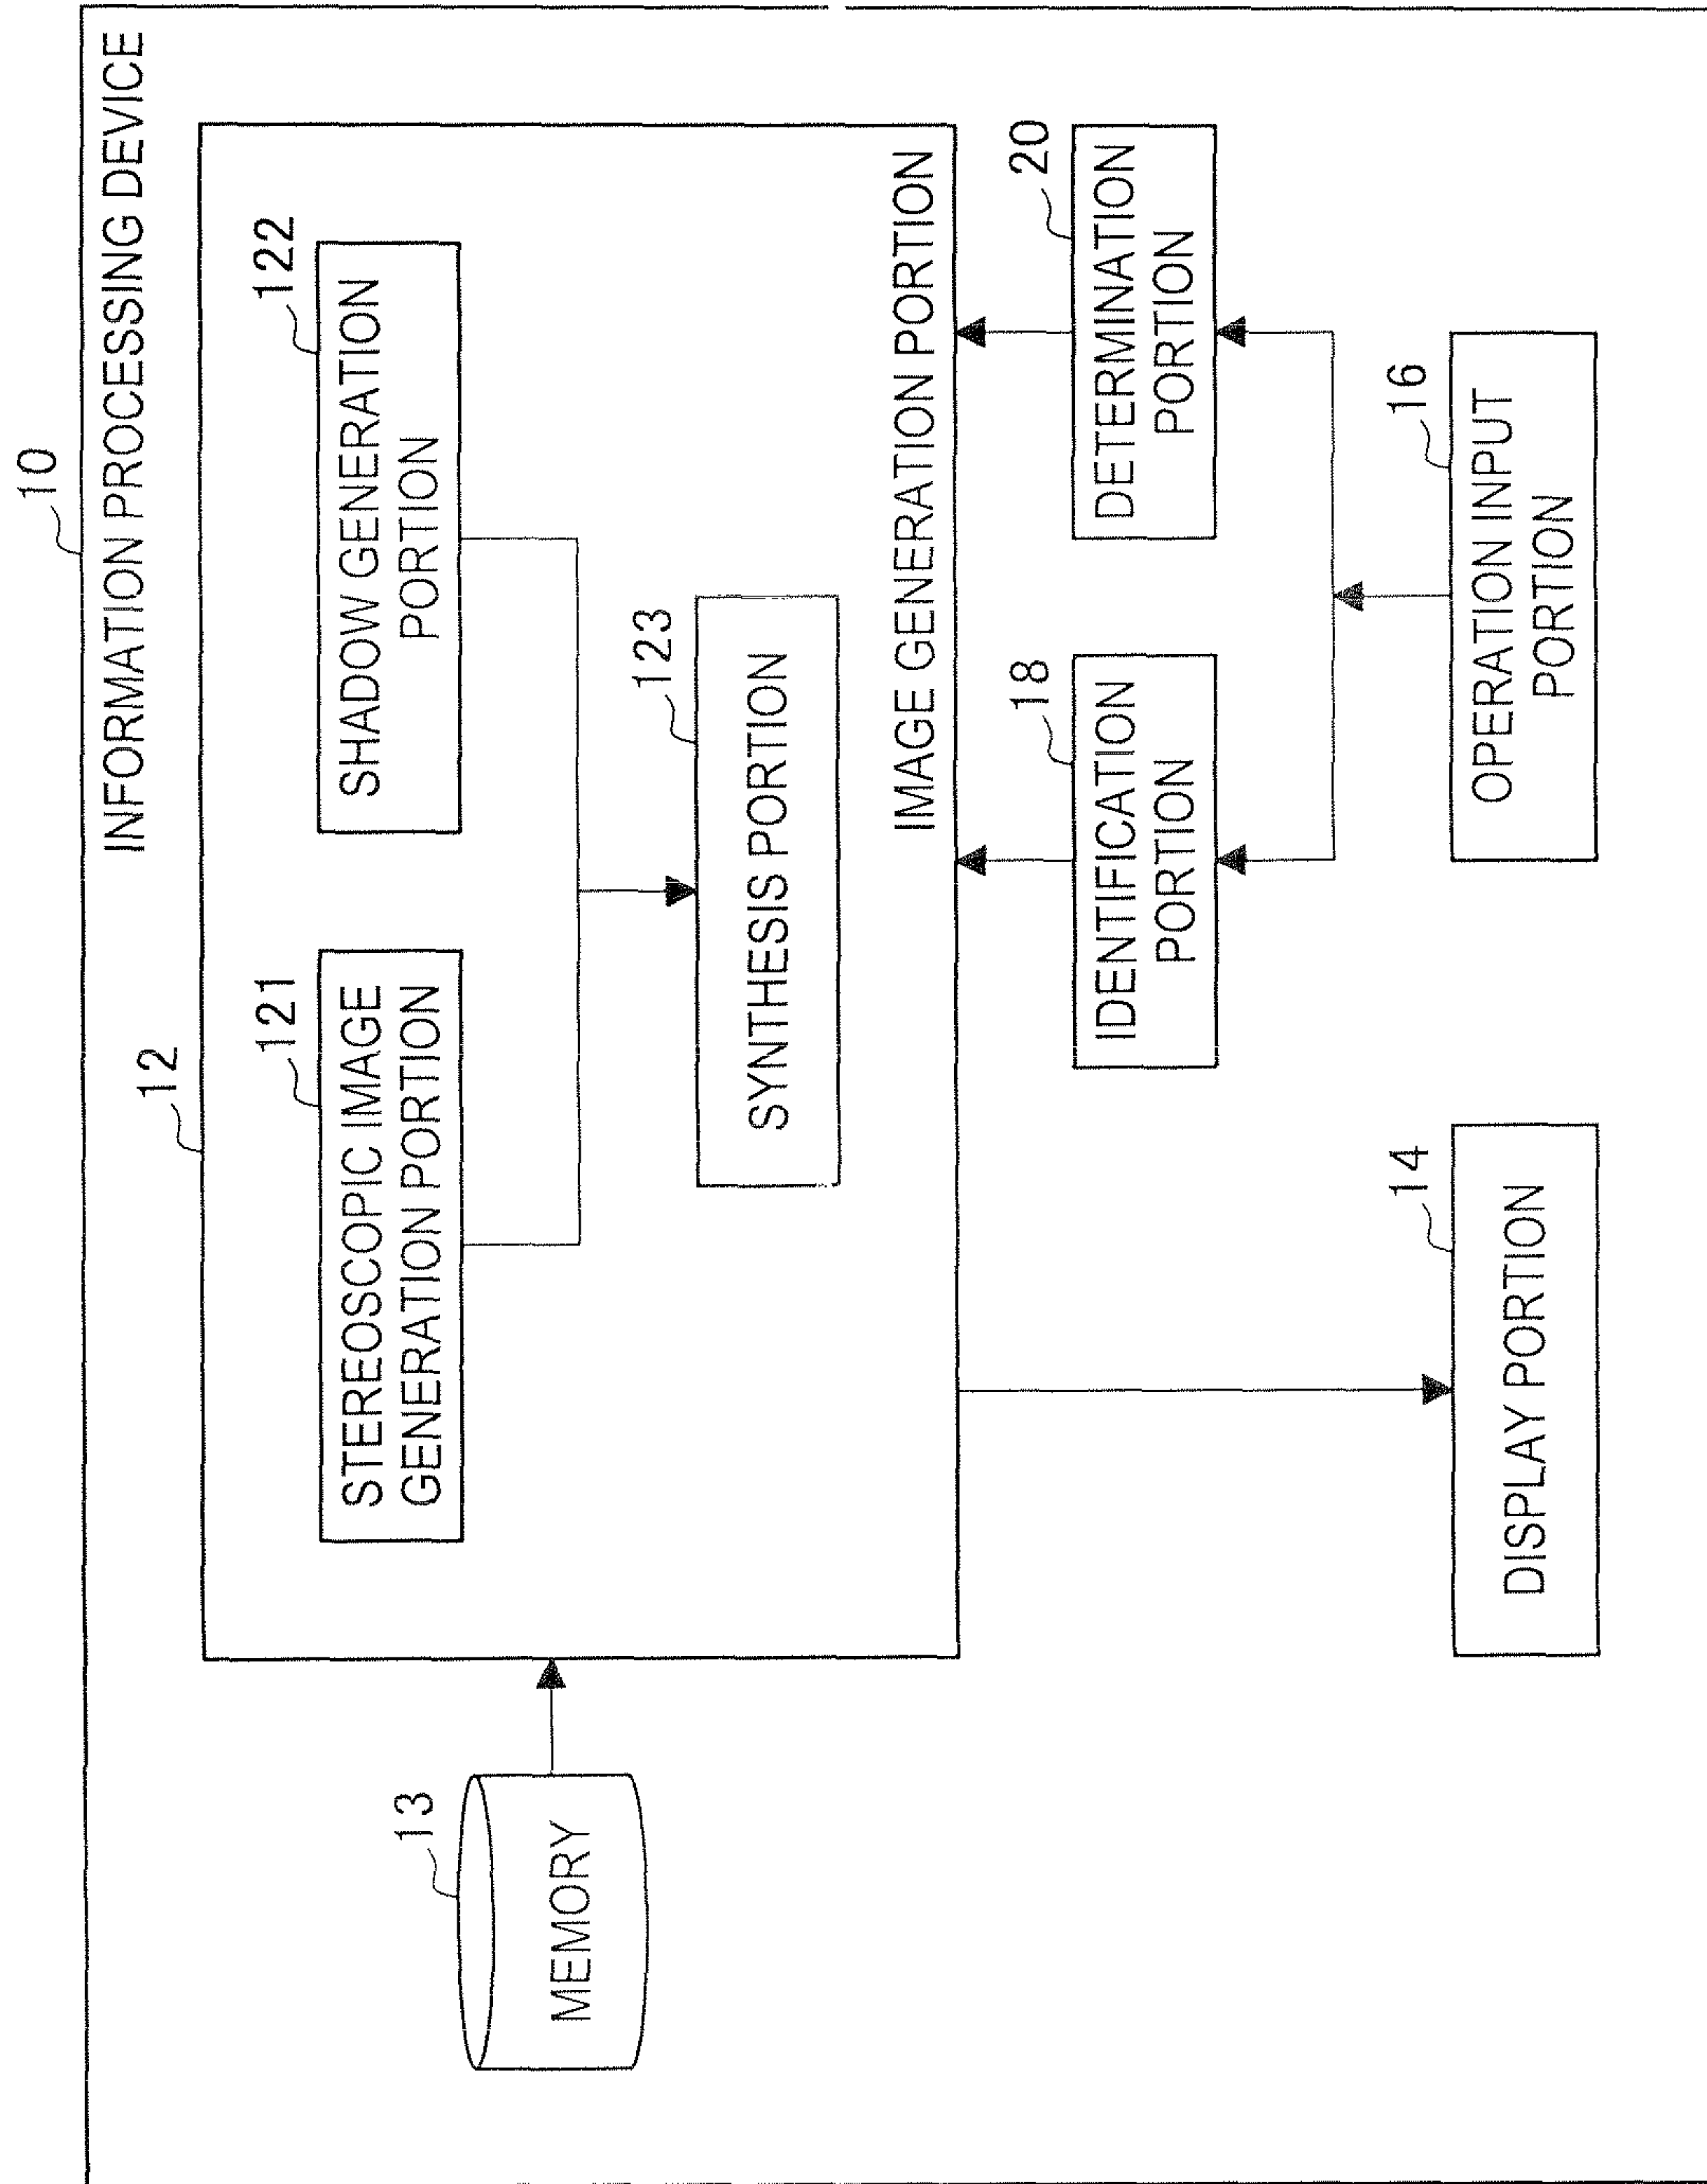 10
INFORMATION PROCESSING DEVICE
12
121
STEREOSCOPIC IMAGE
GENERATION PORTION
122
SHADOW GENERATION
PORTION
13
MEMORY
123
SYNTHESIS PORTION
IMAGE GENERATION PORTION
18
IDENTIFICATION
PORTION
20
DETERMINATION
PORTION
14
DISPLAY PORTION
16
OPERATION INPUT
PORTION